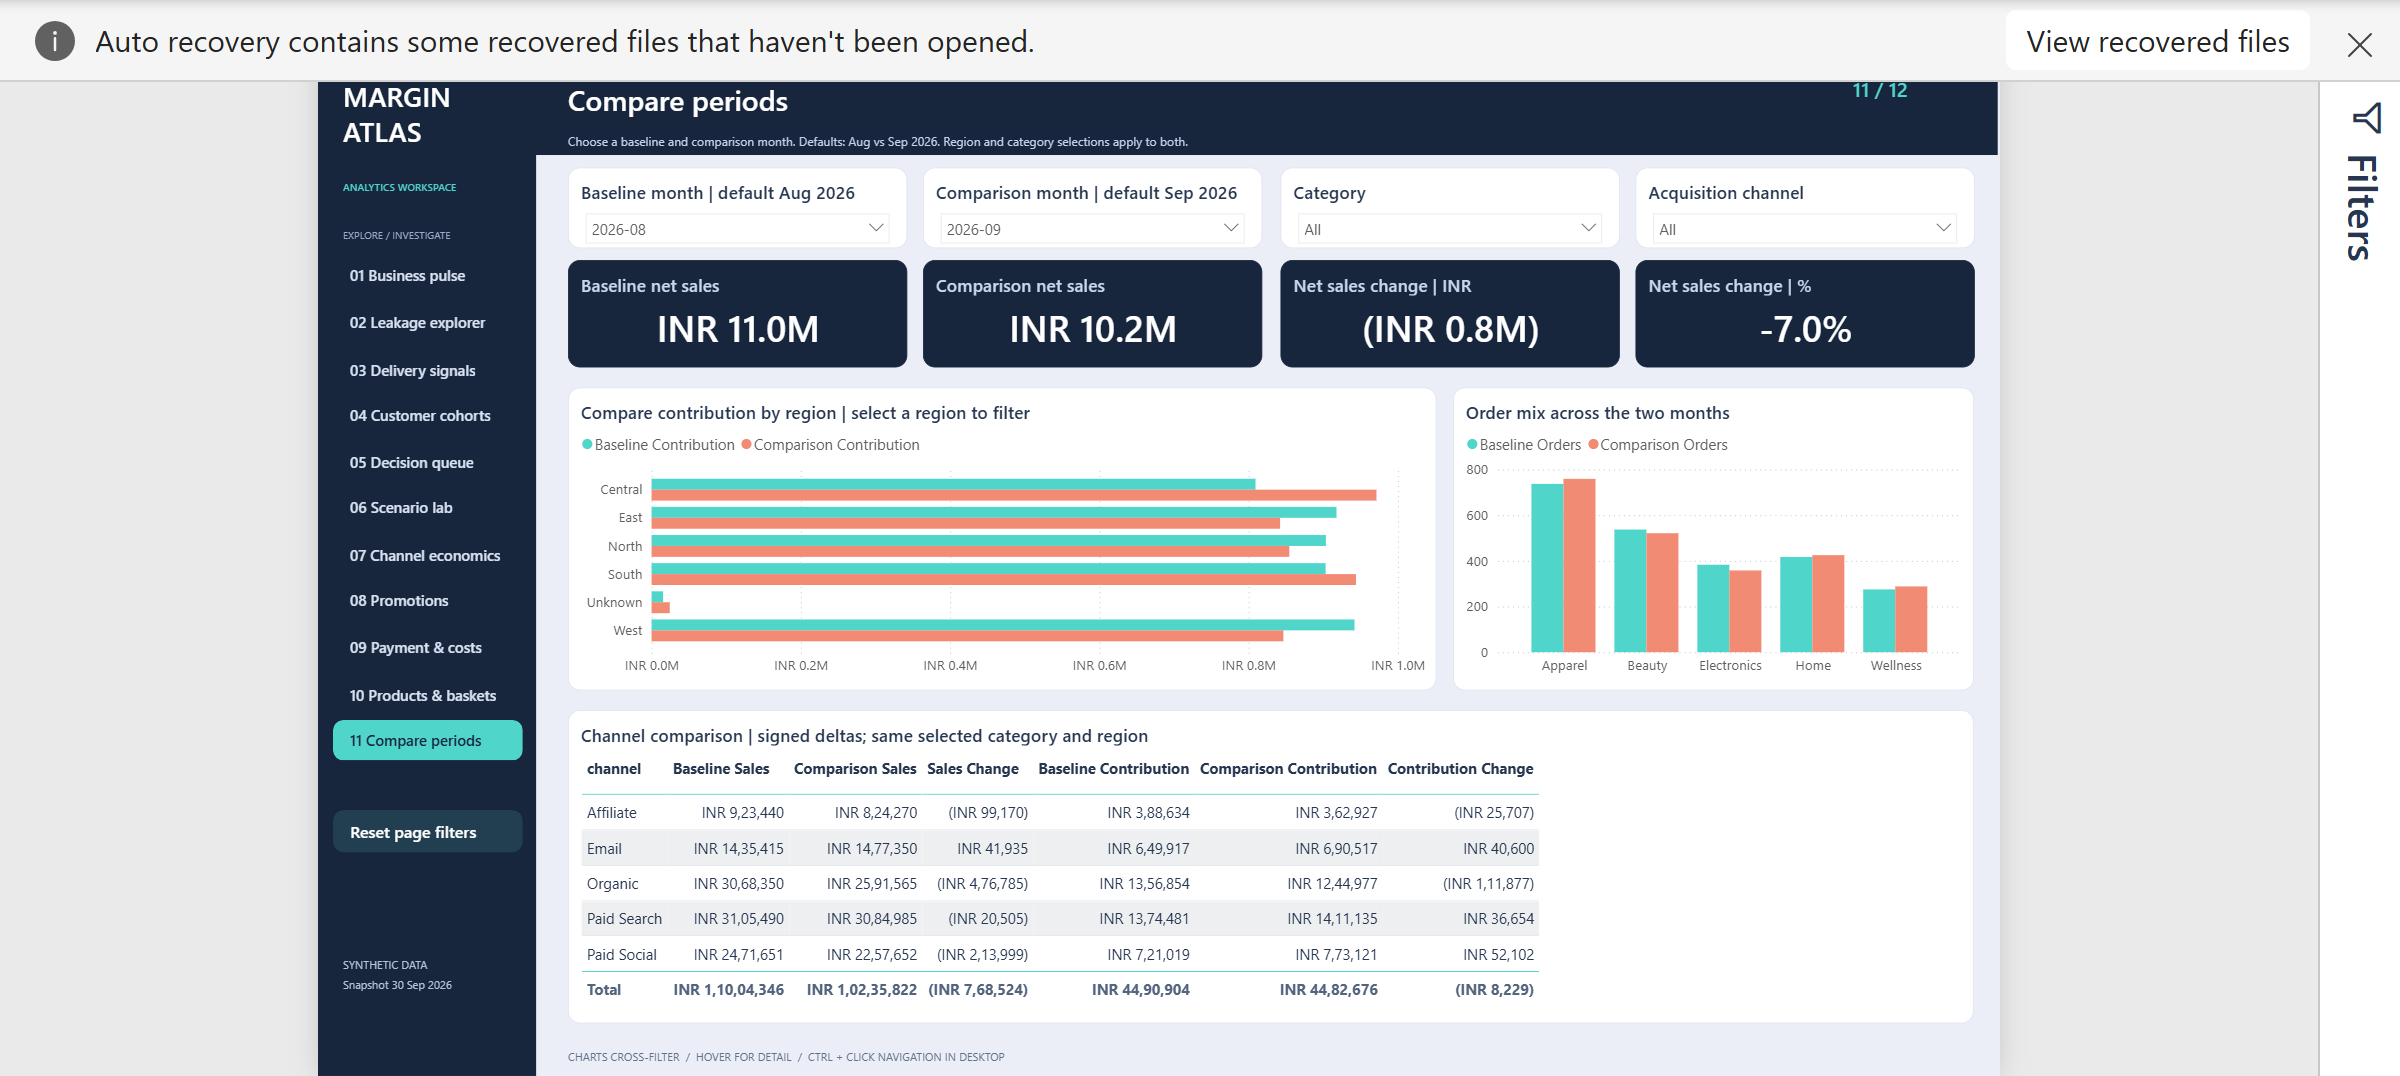 Auto recovery contains some recovered files that haven't been opened.
View recovered files
MARGIN
ATLAS
ANALYTICS WORKSPACE
EXPLORE / INVESTIGATE
01 Business pulse
02 Leakage explorer
03 Delivery signals
04 Customer cohorts
05 Decision queue
06 Scenario lab
07 Channel economics
08 Promotions
09 Payment & costs
10 Products & baskets
11 Compare periods
Reset page filters
SYNTHETIC DATA
Snapshot 30 Sep 2026
Compare periods
11 / 12
Choose a baseline and comparison month. Defaults: Aug vs Sep 2026. Region and category selections apply to both.
Baseline month | default Aug 2026
2026-08
Comparison month | default Sep 2026
2026-09
Category
All
Acquisition channel
All
Baseline net sales
INR 11.0M
Comparison net sales
INR 10.2M
Net sales change | INR
(INR 0.8M)
Net sales change | %
-7.0%
Compare contribution by region | select a region to filter
Baseline Contribution Comparison Contribution
Central
East
North
South
Unknown
West
INR 0.0M INR 0.2M INR 0.4M INR 0.6M INR 0.8M INR 1.0M
Order mix across the two months
Baseline Orders Comparison Orders
800
600
400
200
0
Apparel Beauty Electronics Home Wellness
Channel comparison | signed deltas; same selected category and region
channel Baseline Sales Comparison Sales Sales Change Baseline Contribution Comparison Contribution Contribution Change
Affiliate INR 9,23,440 INR 8,24,270 (INR 99,170) INR 3,88,634 INR 3,62,927 (INR 25,707)
Email INR 14,35,415 INR 14,77,350 INR 41,935 INR 6,49,917 INR 6,90,517 INR 40,600
Organic INR 30,68,350 INR 25,91,565 (INR 4,76,785) INR 13,56,854 INR 12,44,977 (INR 1,11,877)
Paid Search INR 31,05,490 INR 30,84,985 (INR 20,505) INR 13,74,481 INR 14,11,135 INR 36,654
Paid Social INR 24,71,651 INR 22,57,652 (INR 2,13,999) INR 7,21,019 INR 7,73,121 INR 52,102
Total INR 1,10,04,346 INR 1,02,35,822 (INR 7,68,524) INR 44,90,904 INR 44,82,676 (INR 8,229)
CHARTS CROSS-FILTER / HOVER FOR DETAIL / CTRL + CLICK NAVIGATION IN DESKTOP
Filters